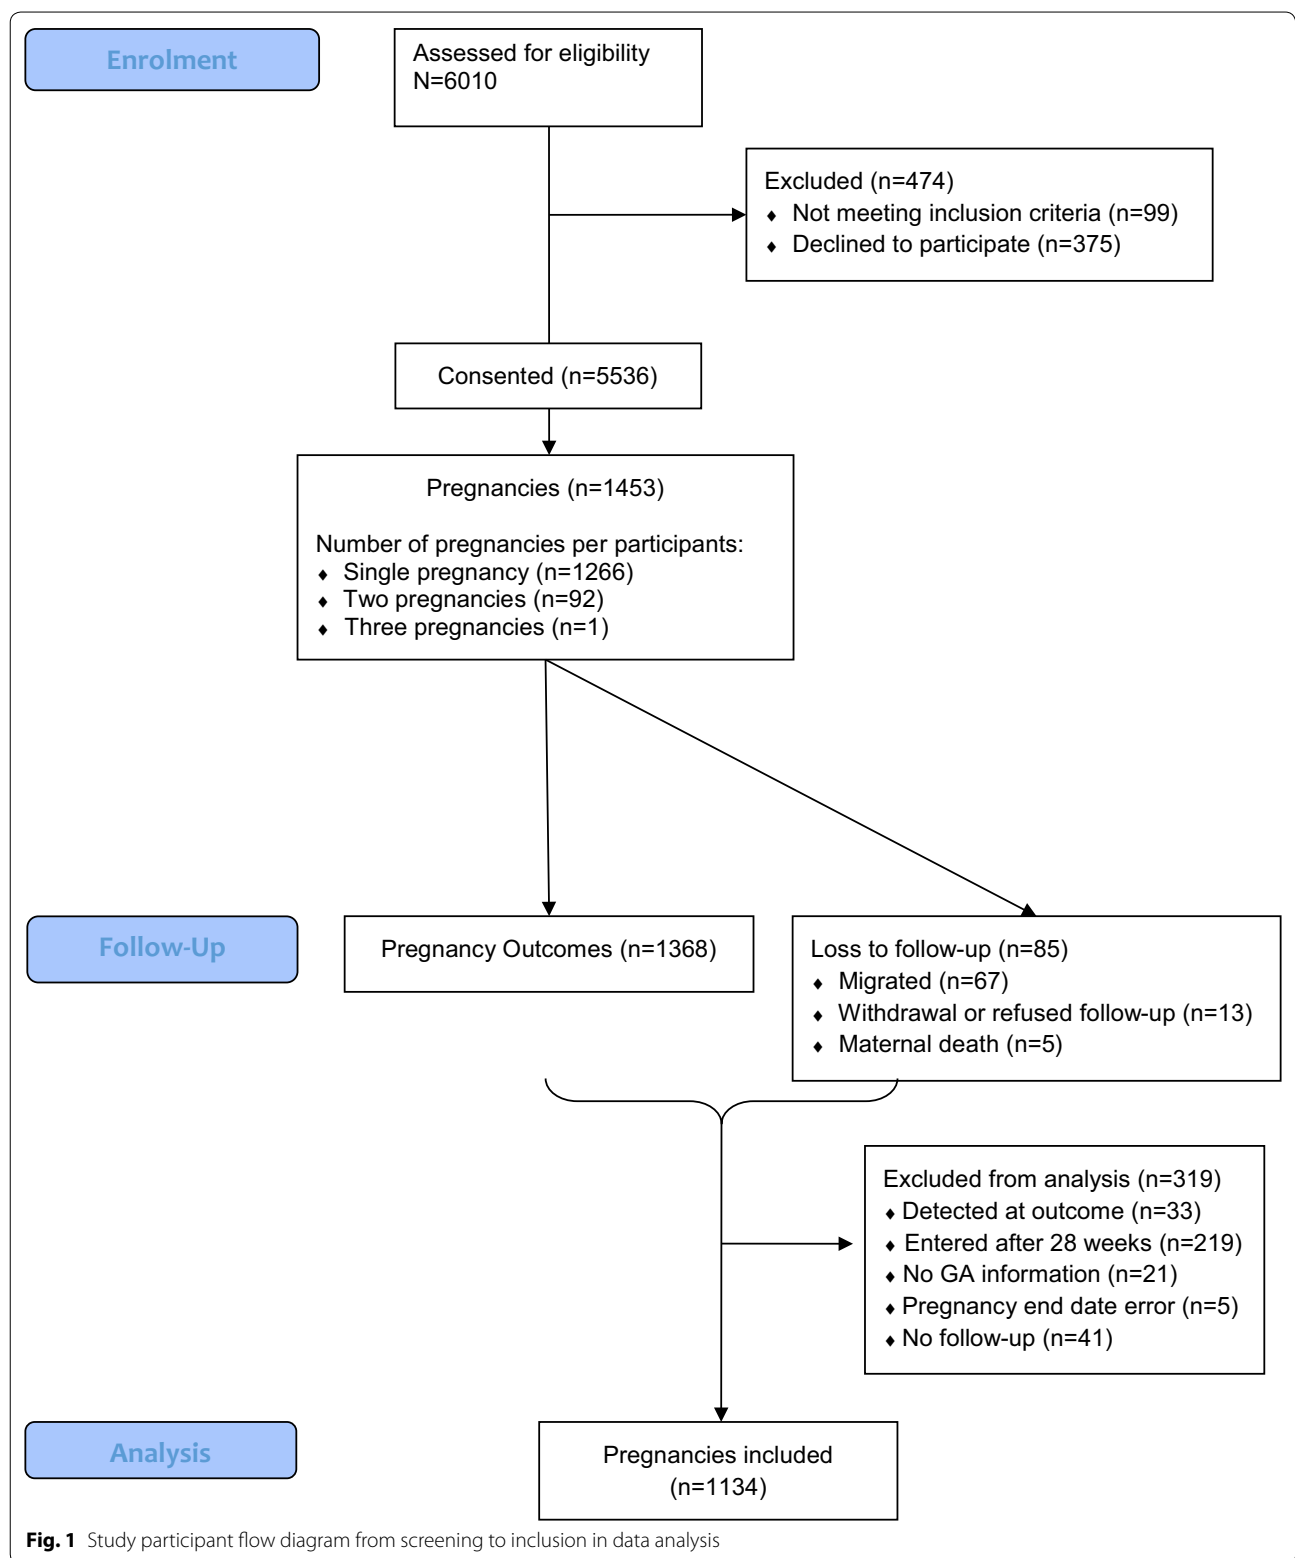 Enrolment
Assessed for eligibility
N=6010
Excluded (n=474)
♦ Not meeting inclusion criteria (n=99)
♦ Declined to participate (n=375)
Consented (n=5536)
Pregnancies (n=1453)
Number of pregnancies per participants:
♦ Single pregnancy (n=1266)
♦ Two pregnancies (n=92)
♦ Three pregnancies (n=1)
Follow-Up
Pregnancy Outcomes (n=1368)
Loss to follow-up (n=85)
♦ Migrated (n=67)
♦ Withdrawal or refused follow-up (n=13)
♦ Maternal death (n=5)
Excluded from analysis (n=319)
♦ Detected at outcome (n=33)
♦ Entered after 28 weeks (n=219)
♦ No GA information (n=21)
♦ Pregnancy end date error (n=5)
♦ No follow-up (n=41)
Analysis
Pregnancies included
(n=1134)
Fig. 1 Study participant flow diagram from screening to inclusion in data analysis